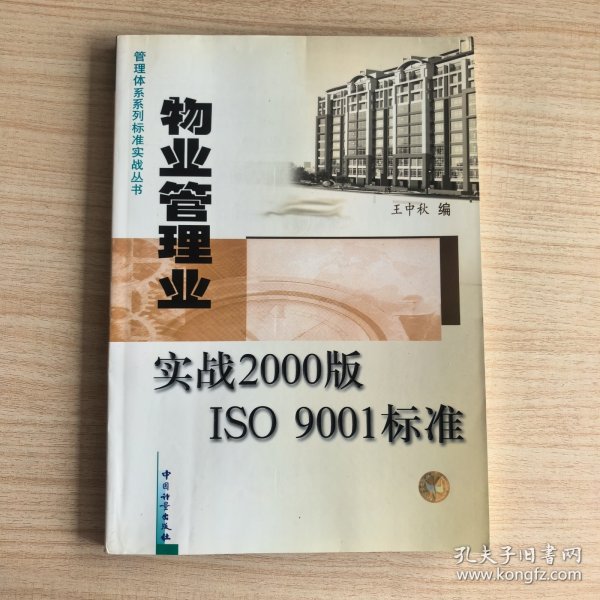 管理体系系列标准实战丛书
物业管理业
王中秋 编
实战2000版
ISO 9001标准
中国计量出版社
孔夫子旧书网
www.kongfz.com